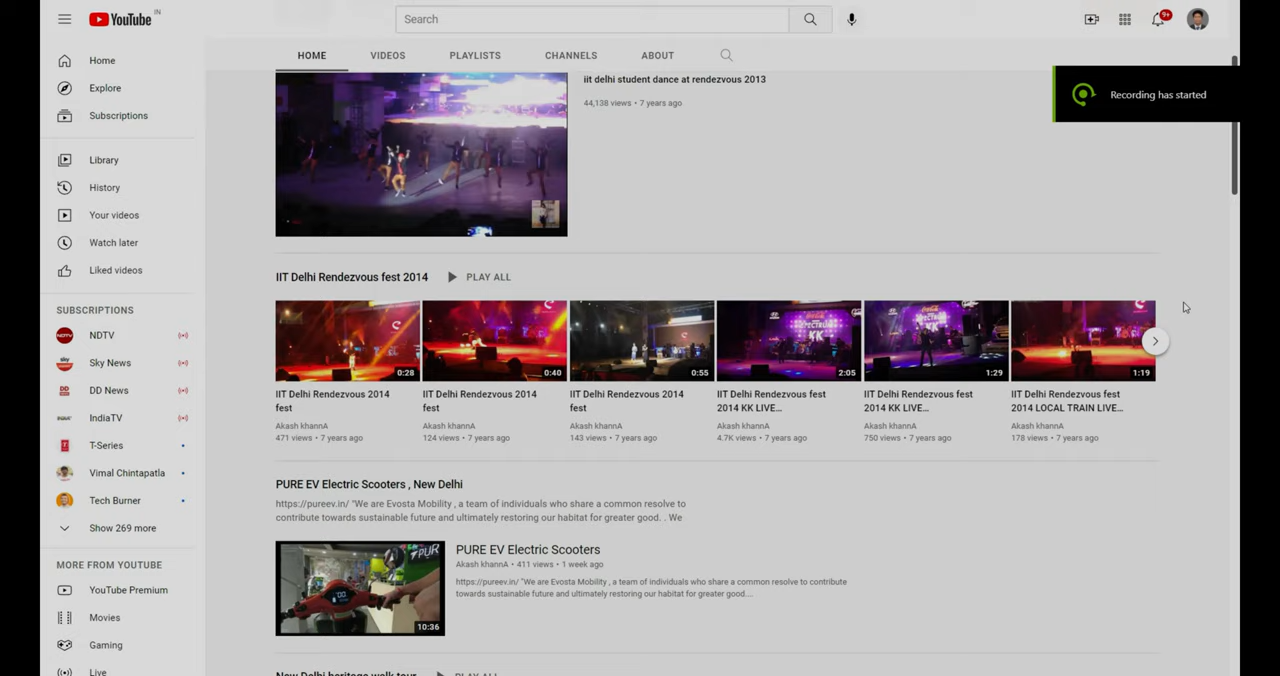 YouTube IN
Search
9+
HOME VIDEOS PLAYLISTS CHANNELS ABOUT
Recording has started
Home
Explore
Subscriptions
Library
History
Your videos
Watch later
Liked videos
SUBSCRIPTIONS
NDTV
Sky News
DD News
IndiaTV
T-Series
Vimal Chintapatla
Tech Burner
Show 269 more
MORE FROM YOUTUBE
YouTube Premium
Movies
Gaming
Live
iit delhi student dance at rendezvous 2013
44,138 views • 7 years ago
IIT Delhi Rendezvous fest 2014 PLAY ALL
0:28
IIT Delhi Rendezvous 2014
fest
Akash khannA
471 views • 7 years ago
0:40
IIT Delhi Rendezvous 2014
fest
Akash khannA
124 views • 7 years ago
0:55
IIT Delhi Rendezvous 2014
fest
Akash khannA
143 views • 7 years ago
SPECTRUM
KK
2:05
IIT Delhi Rendezvous fest
2014 KK LIVE...
Akash khannA
4.7K views • 7 years ago
SPECTRUM
KK
1:29
IIT Delhi Rendezvous fest
2014 KK LIVE...
Akash khannA
750 views • 7 years ago
1:19
IIT Delhi Rendezvous fest
2014 LOCAL TRAIN LIVE...
Akash khannA
178 views • 7 years ago
PURE EV Electric Scooters , New Delhi
https://pureev.in/ "We are Evosta Mobility , a team of individuals who share a common resolve to
contribute towards sustainable future and ultimately restoring our habitat for greater good. . We
10:36
PURE EV Electric Scooters
Akash khannA • 411 views • 1 week ago
https://pureev.in/ "We are Evosta Mobility , a team of individuals who share a common resolve to contribute
towards sustainable future and ultimately restoring our habitat for greater good....
New Delhi heritage walk tour PLAY ALL